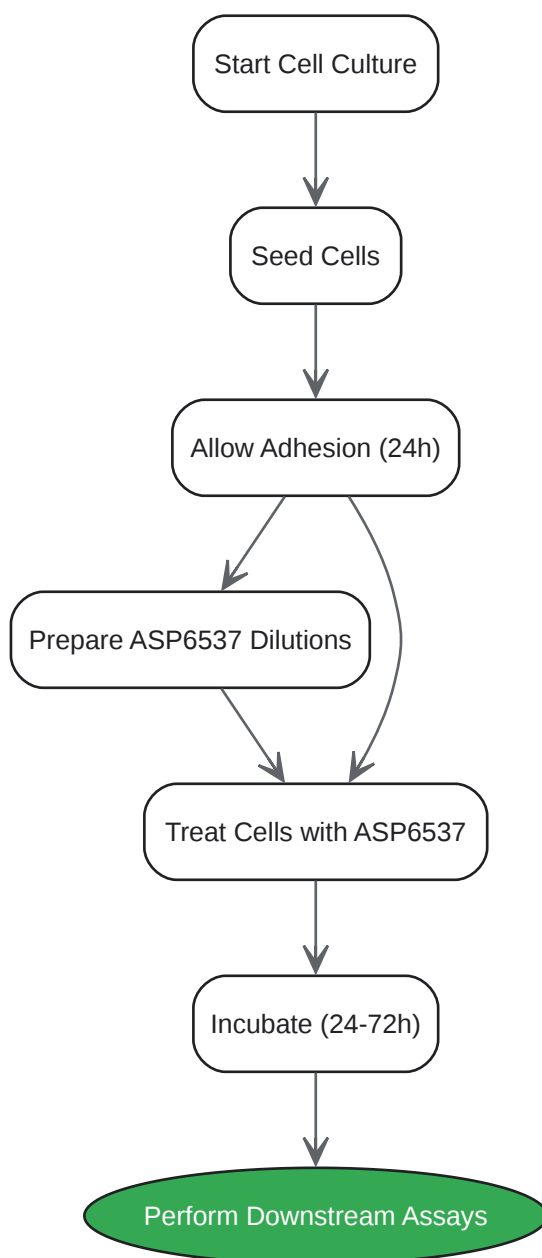 Start Cell Culture
Seed Cells
Allow Adhesion (24h)
Prepare ASP6537 Dilutions
Treat Cells with ASP6537
Incubate (24-72h)
Perform Downstream Assays